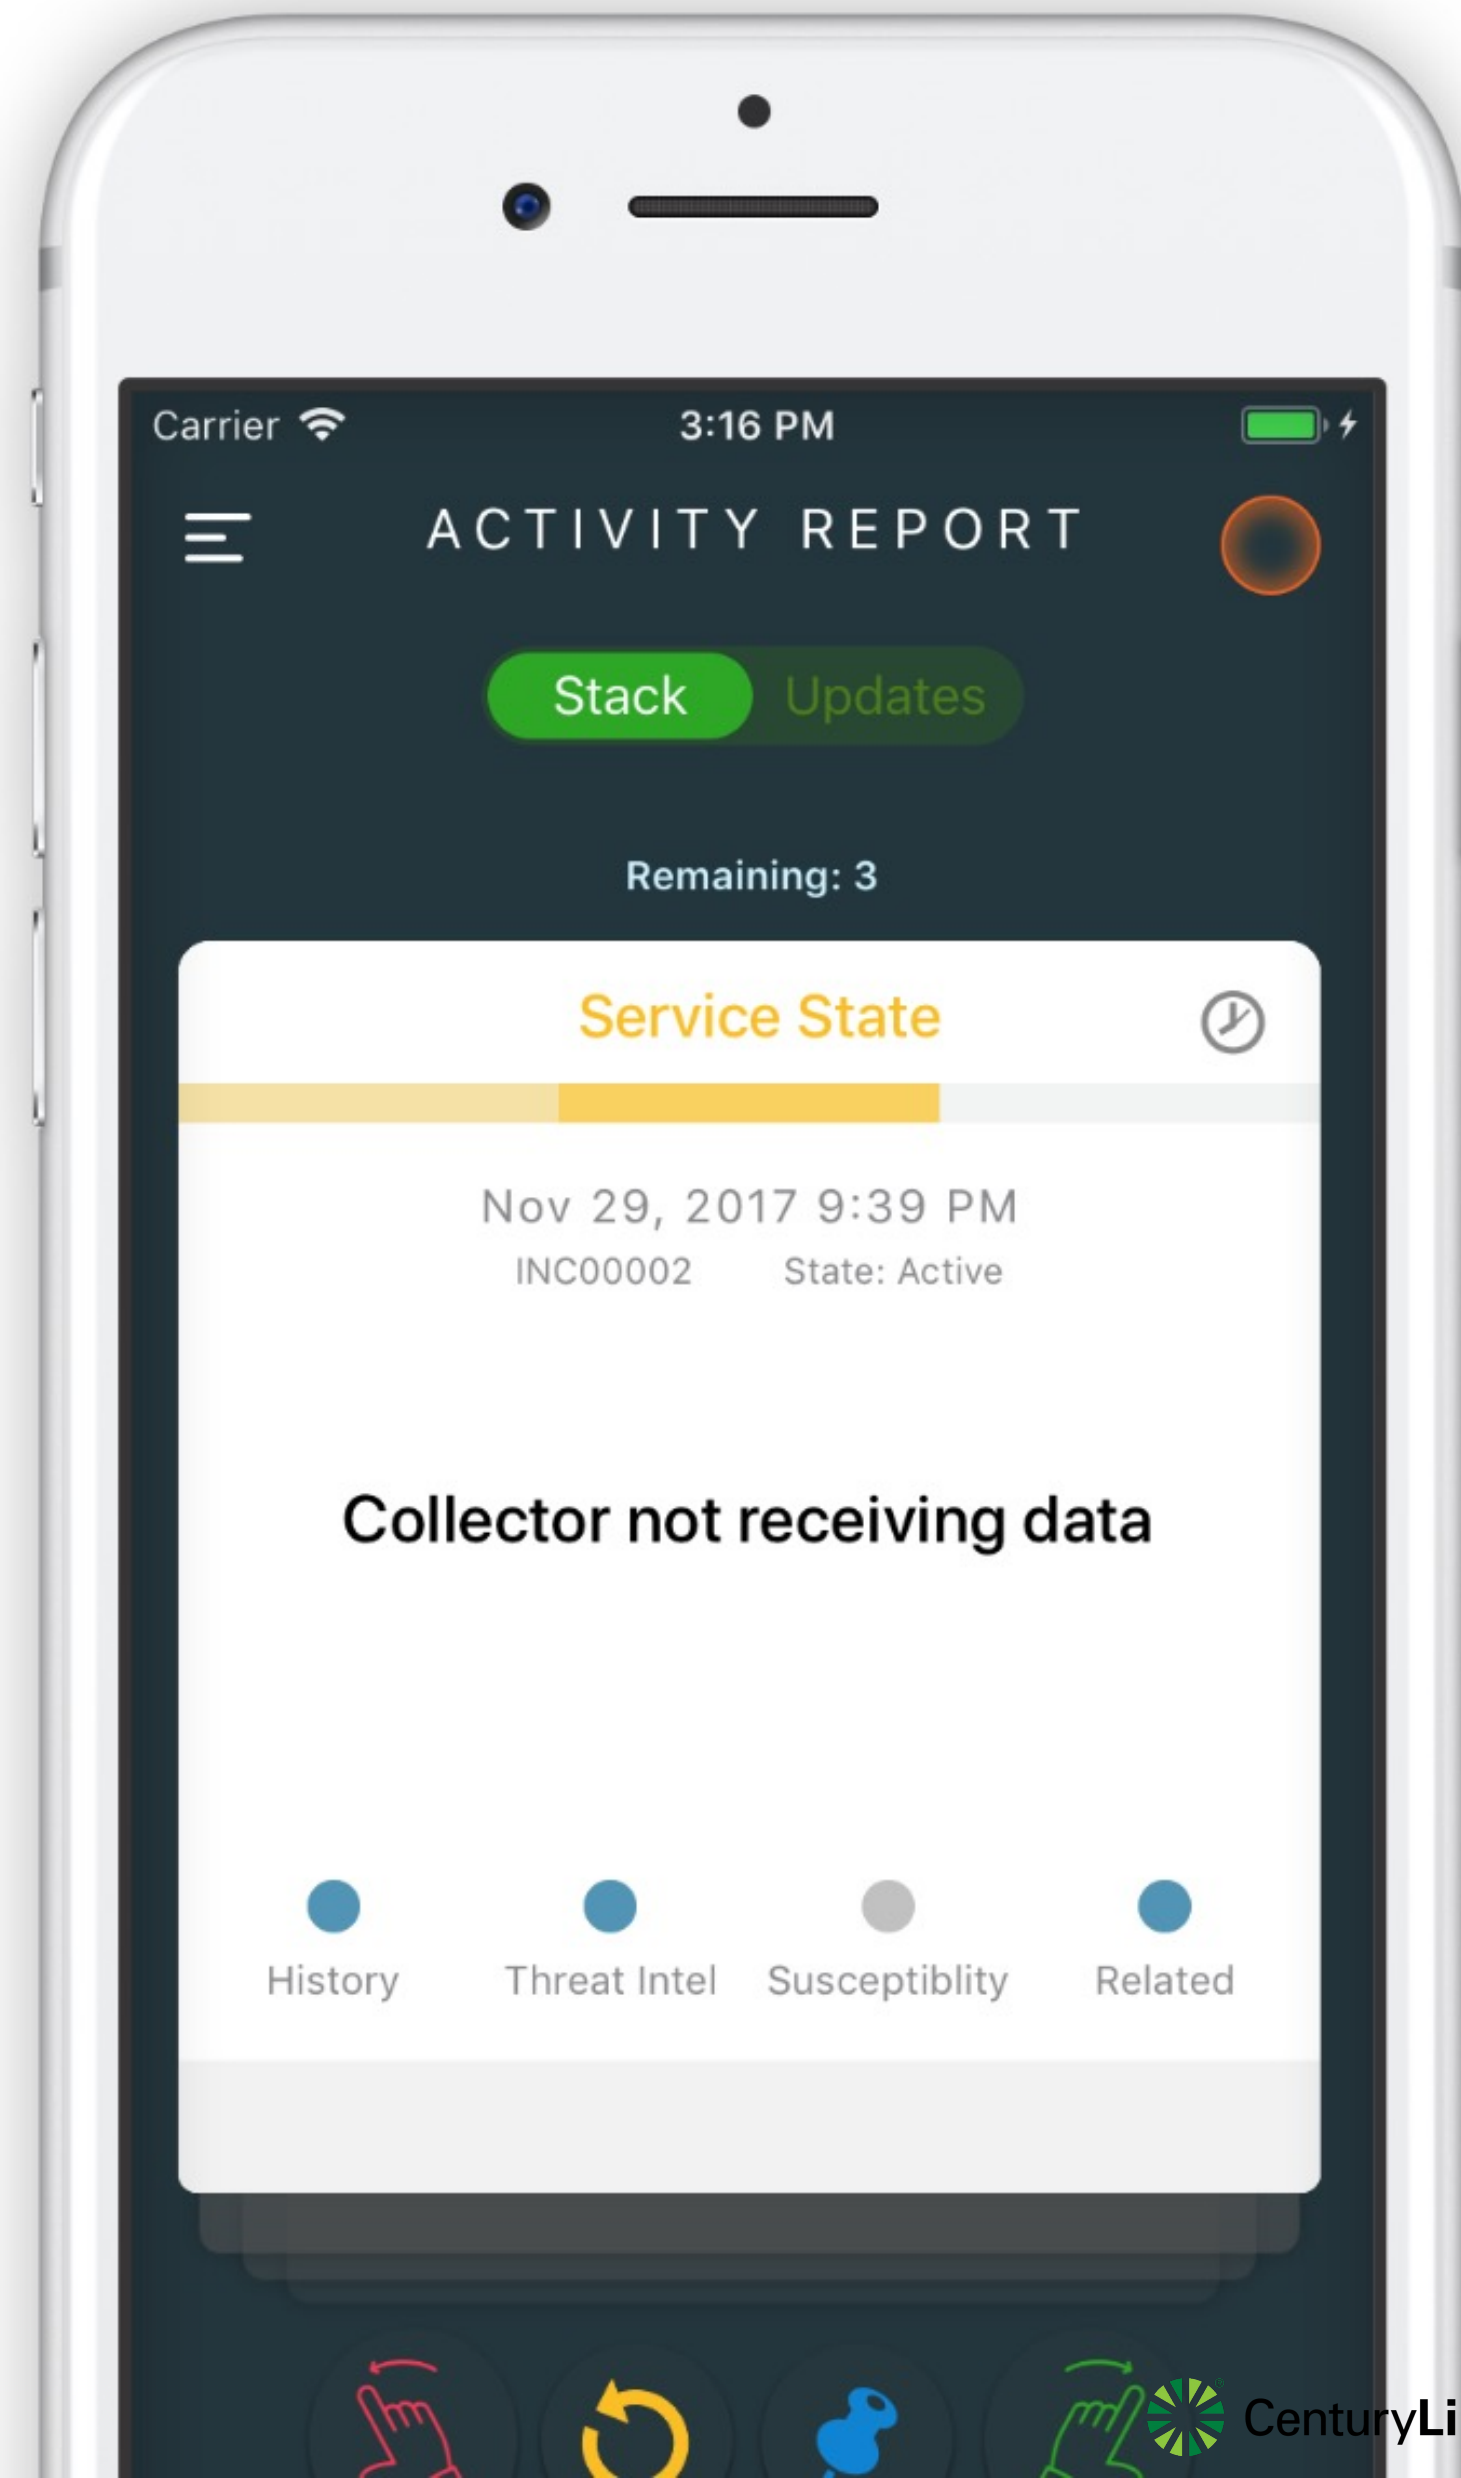 Carrier 3:16 PM
ACTIVITY REPORT
Stack Updates
Remaining: 3
Service State
Nov 29, 2017 9:39 PM
INC00002 State: Active
Collector not receiving data
History Threat Intel Susceptiblity Related
CenturyLi